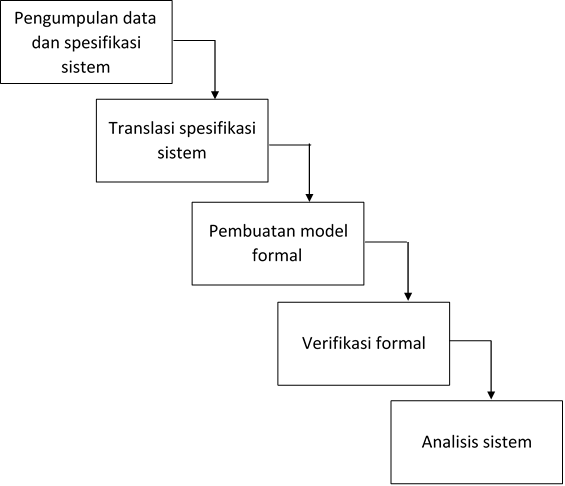 Pengumpulan data
dan spesifikasi
sistem
Translasi spesifikasi
sistem
Pembuatan model
formal
Verifikasi formal
Analisis sistem